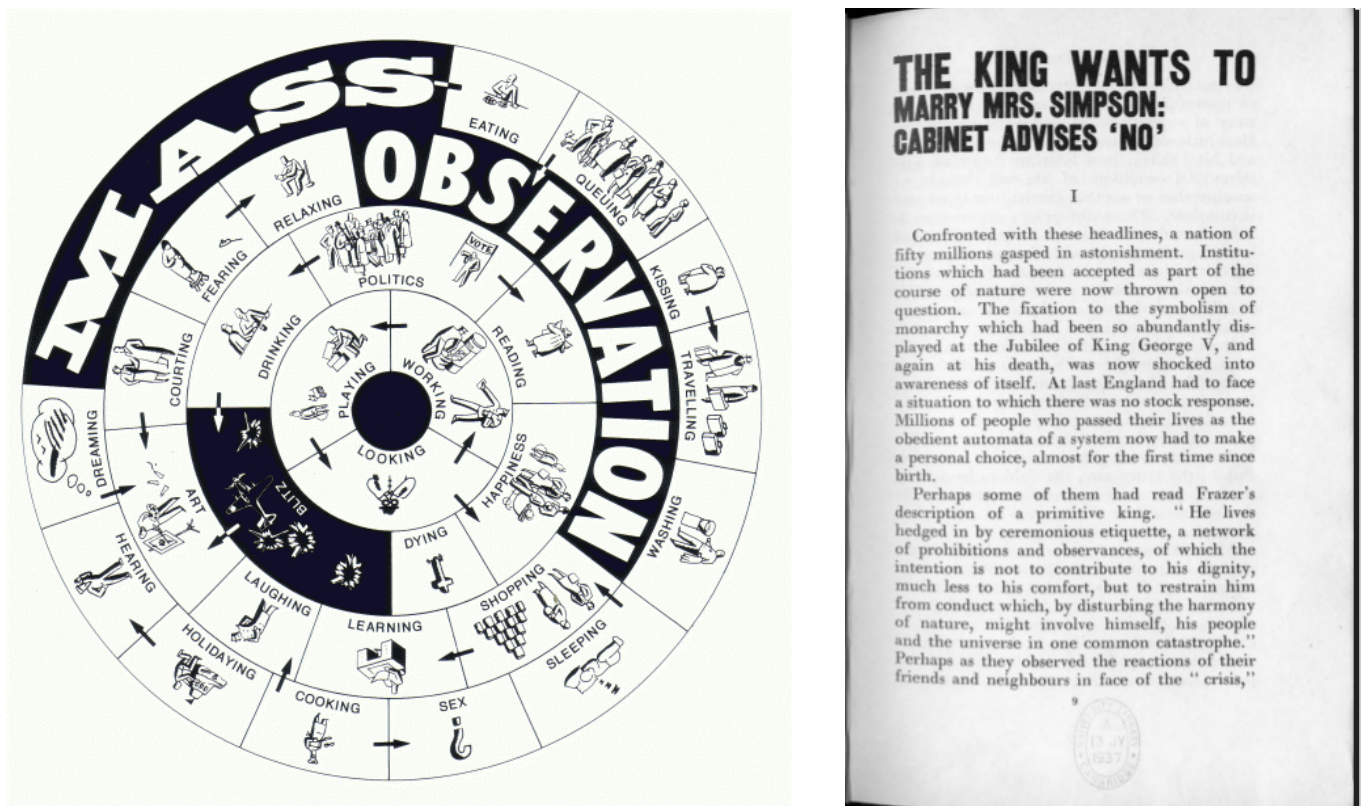 MASS-
OBSERVATION
EATING
QUEUING
KISSING
TRAVELLING
WASHING
SLEEPING
SEX
COOKING
HOLIDAYING
HEARING
DREAMING
RELAXING
FEARING
COURTING
ART
LAUGHING
LEARNING
SHOPPING
POLITICS
VOTE
READING
HAPPINESS
DYING
BLITZ
DRINKING
PLAYING
WORKING
LOOKING
THE KING WANTS TO
MARRY MRS. SIMPSON:
CABINET ADVISES ‘NO’
I
Confronted with these headlines, a nation of
fifty millions gasped in astonishment. Institu-
tions which had been accepted as part of the
course of nature were now thrown open to
question. The fixation to the symbolism of
monarchy which had been so abundantly dis-
played at the Jubilee of King George V, and
again at his death, was now shocked into
awareness of itself. At last England had to face
a situation to which there was no stock response.
Millions of people who passed their lives as the
obedient automata of a system now had to make
a personal choice, almost for the first time since
birth.
Perhaps some of them had read Frazer's
description of a primitive king. “ He lives
hedged in by ceremonious etiquette, a network
of prohibitions and observances, of which the
intention is not to contribute to his dignity,
much less to his comfort, but to restrain him
from conduct which, by disturbing the harmony
of nature, might involve himself, his people
and the universe in one common catastrophe.”
Perhaps as they observed the reactions of their
friends and neighbours in face of the “ crisis,”
9
13 JY
1937